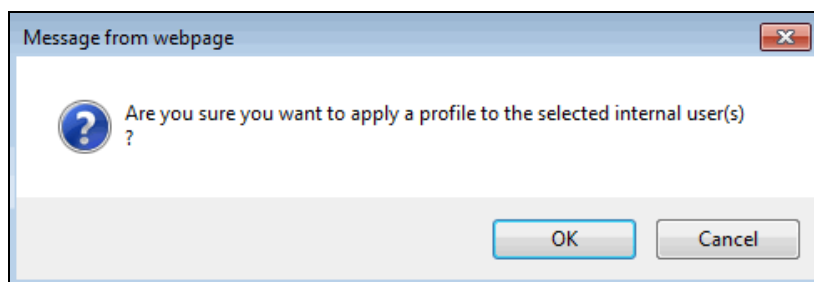 Message from webpage
Are you sure you want to apply a profile to the selected internal user(s)
?
OK
Cancel